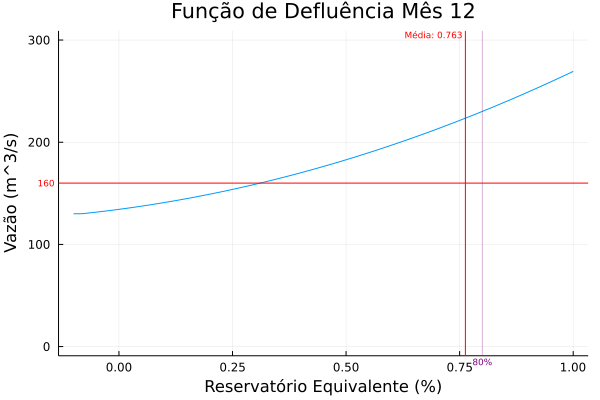 Função de Defluência Mês 12
Média: 0.763
300
200
160
100
0
Vazão (m^3/s)
0.00
0.25
0.50
0.75
80%
1.00
Reservatório Equivalente (%)